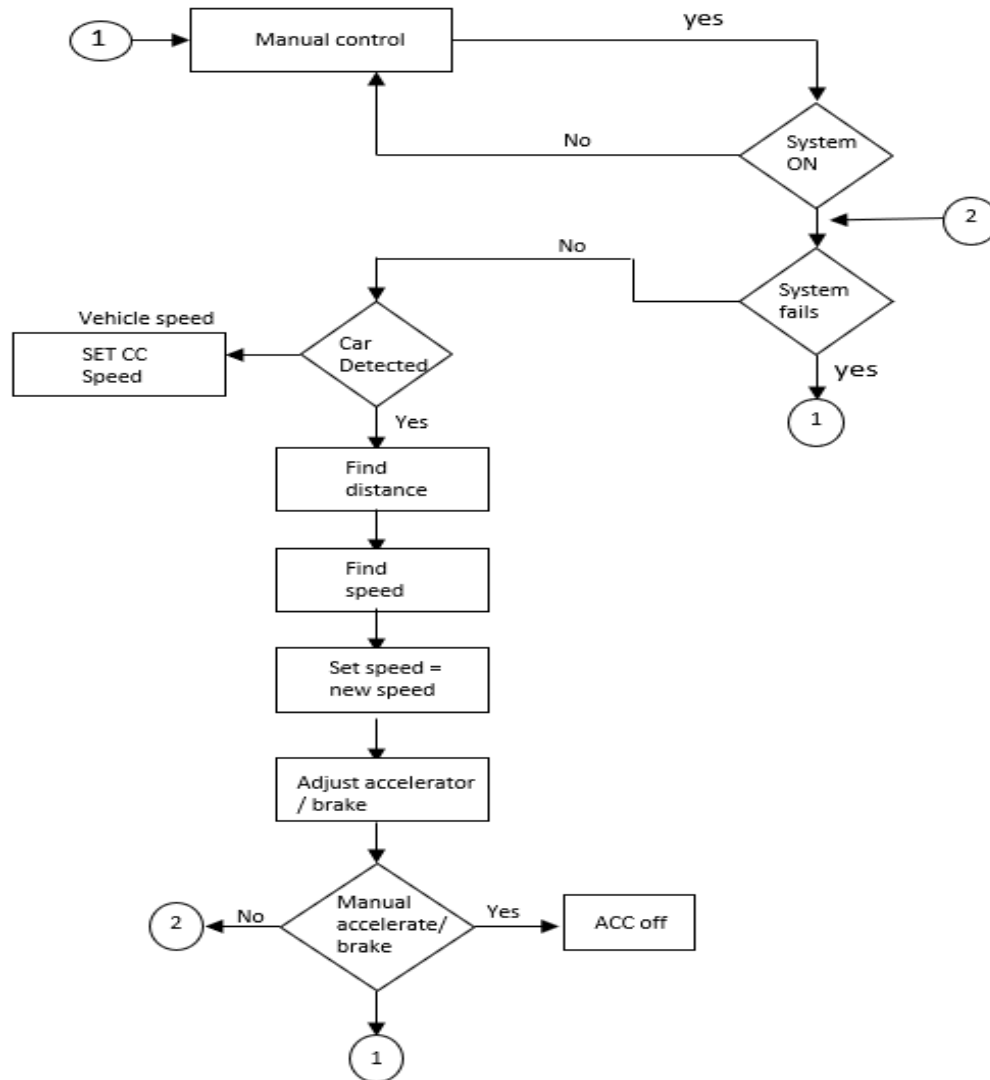 1
Manual control
yes
No
System
ON
2
No
System
fails
Vehicle speed
SET CC
Speed
Car
Detected
yes
1
Yes
Find
distance
Find
speed
Set speed =
new speed
Adjust accelerator
/ brake
2
No
Manual
accelerate/
brake
Yes
ACC off
1